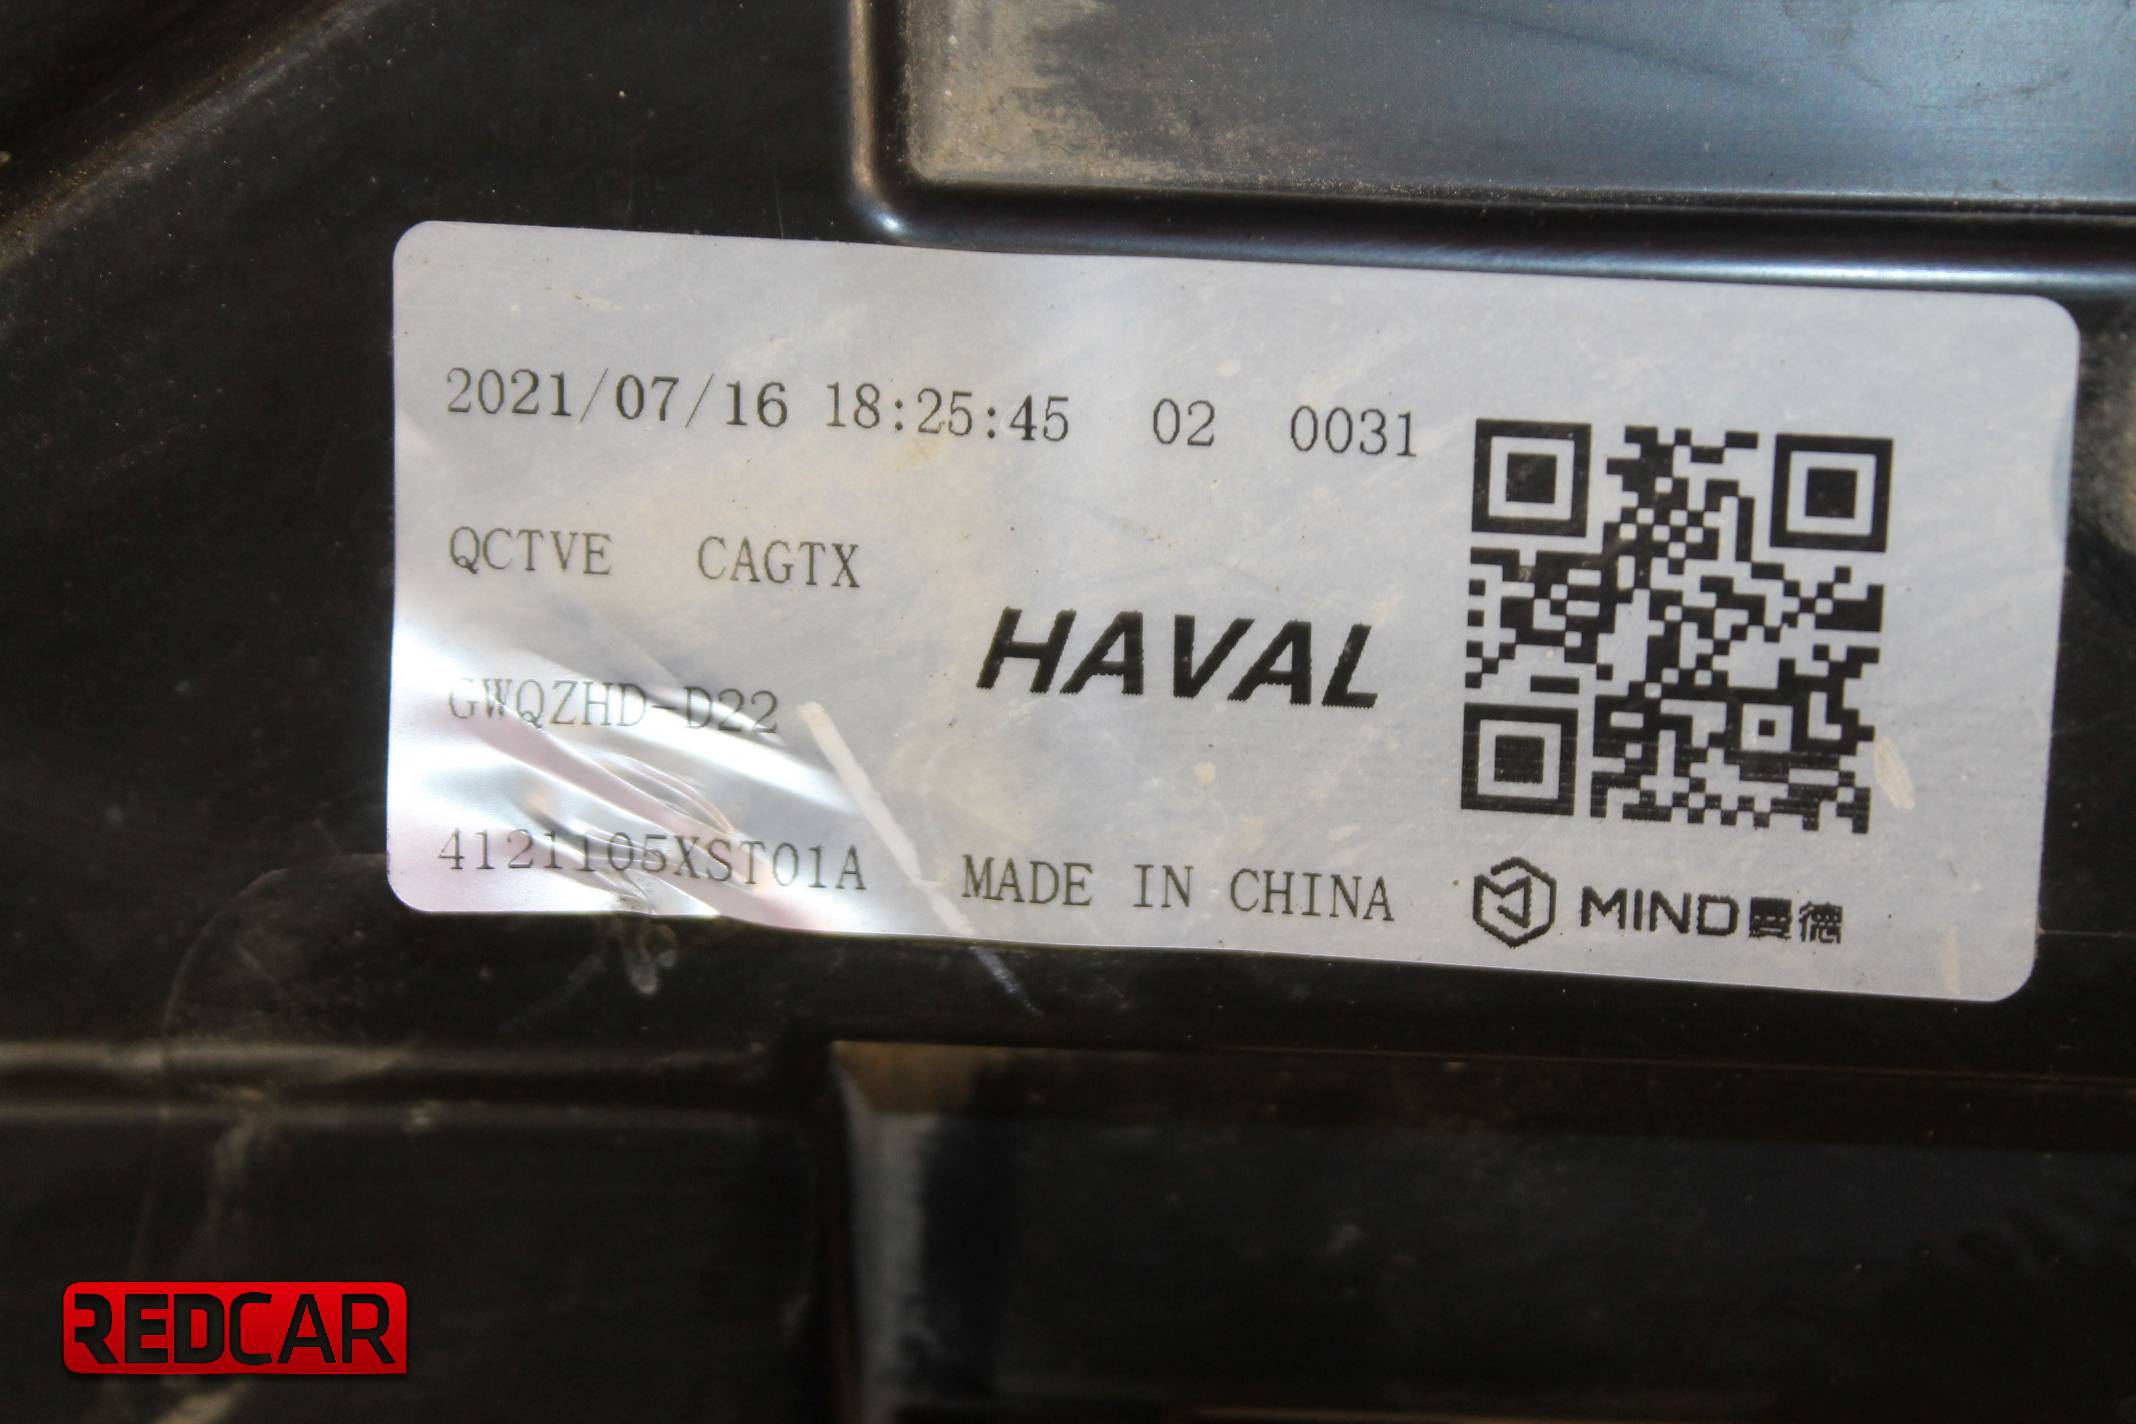 2021/07/16 18:25:45 02 0031
QCTVE CAGTX
HAVAL
GWQZHD-D22
4121105XST01A MADE IN CHINA
MIND曼德
REDCAR